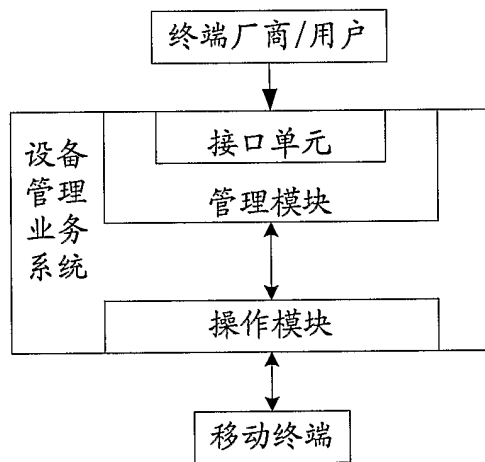 终端厂商/用户
接口单元
设备
管理
业务
系统
管理模块
操作模块
移动终端